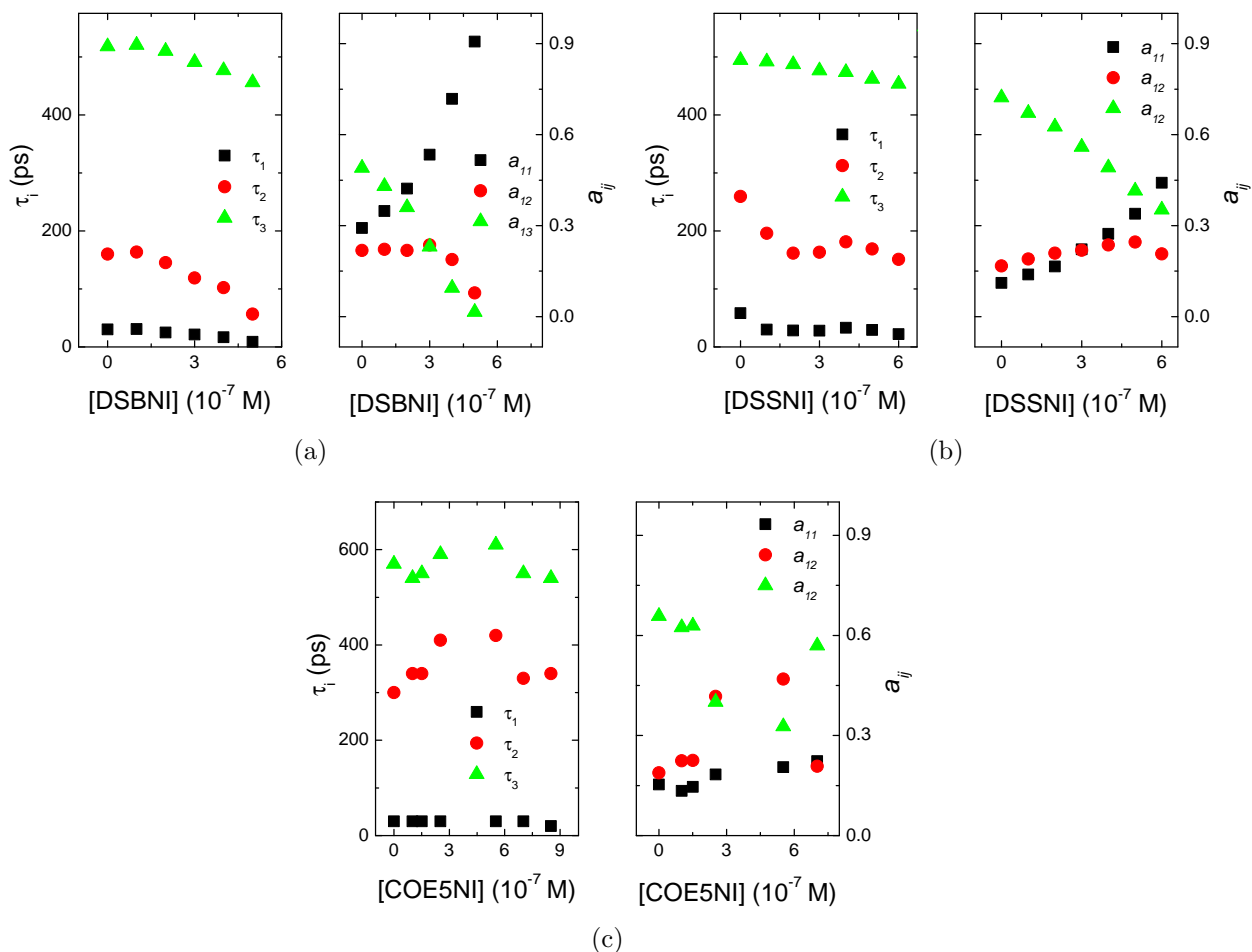 400
200
0
τi (ps)
τ1
τ2
τ3
0 3 6
[DSBNI] (10-7 M)
a11
a12
a13
0.9
0.6
0.3
0.0
aij
0 3 6
[DSBNI] (10-7 M)
(a)
400
200
0
τi (ps)
τ1
τ2
τ3
0 3 6
[DSSNI] (10-7 M)
a11
a12
a12
0.9
0.6
0.3
0.0
aij
0 3 6
[DSSNI] (10-7 M)
(b)
600
400
200
0
τi (ps)
τ1
τ2
τ3
0 3 6 9
[COE5NI] (10-7 M)
a11
a12
a12
0.9
0.6
0.3
0.0
aij
0 3 6
[COE5NI] (10-7 M)
(c)